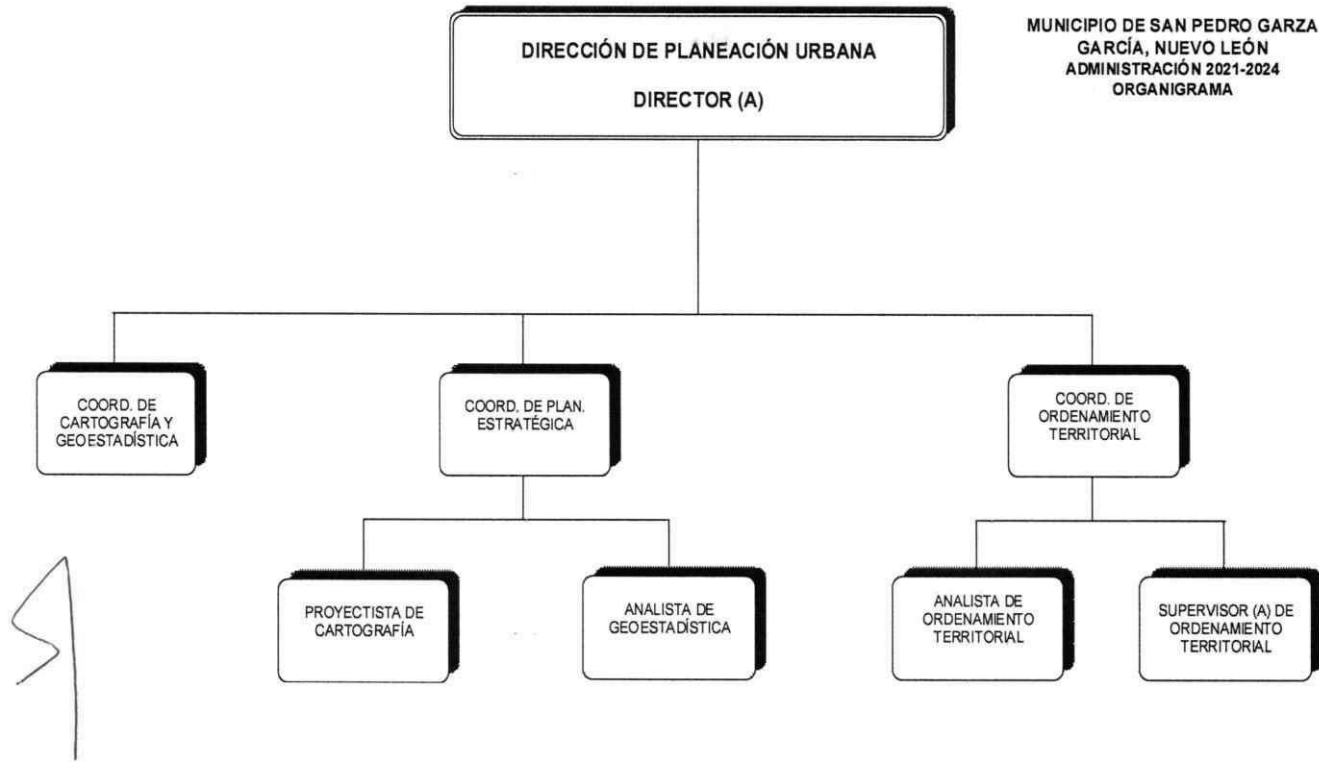 DIRECCIÓN DE PLANEACIÓN URBANA
DIRECTOR (A)
MUNICIPIO DE SAN PEDRO GARZA
GARCÍA, NUEVO LEÓN
ADMINISTRACIÓN 2021-2024
ORGANIGRAMA
COORD. DE
CARTOGRAFÍA Y
GEOESTADÍSTICA
COORD. DE PLAN.
ESTRATÉGICA
COORD. DE
ORDENAMIENTO
TERRITORIAL
PROYECTISTA DE
CARTOGRAFÍA
ANALISTA DE
GEOESTADÍSTICA
ANALISTA DE
ORDENAMIENTO
TERRITORIAL
SUPERVISOR (A) DE
ORDENAMIENTO
TERRITORIAL